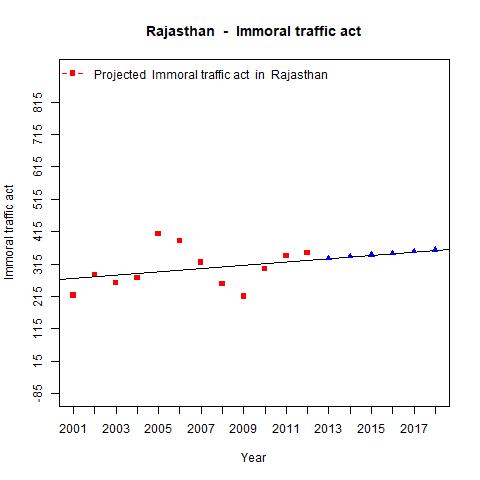 Rajasthan - Immoral traffic act
Projected Immoral traffic act in Rajasthan
Immoral traffic act
815
715
615
515
415
315
215
115
15
-85
2001 2003 2005 2007 2009 2011 2013 2015 2017
Year